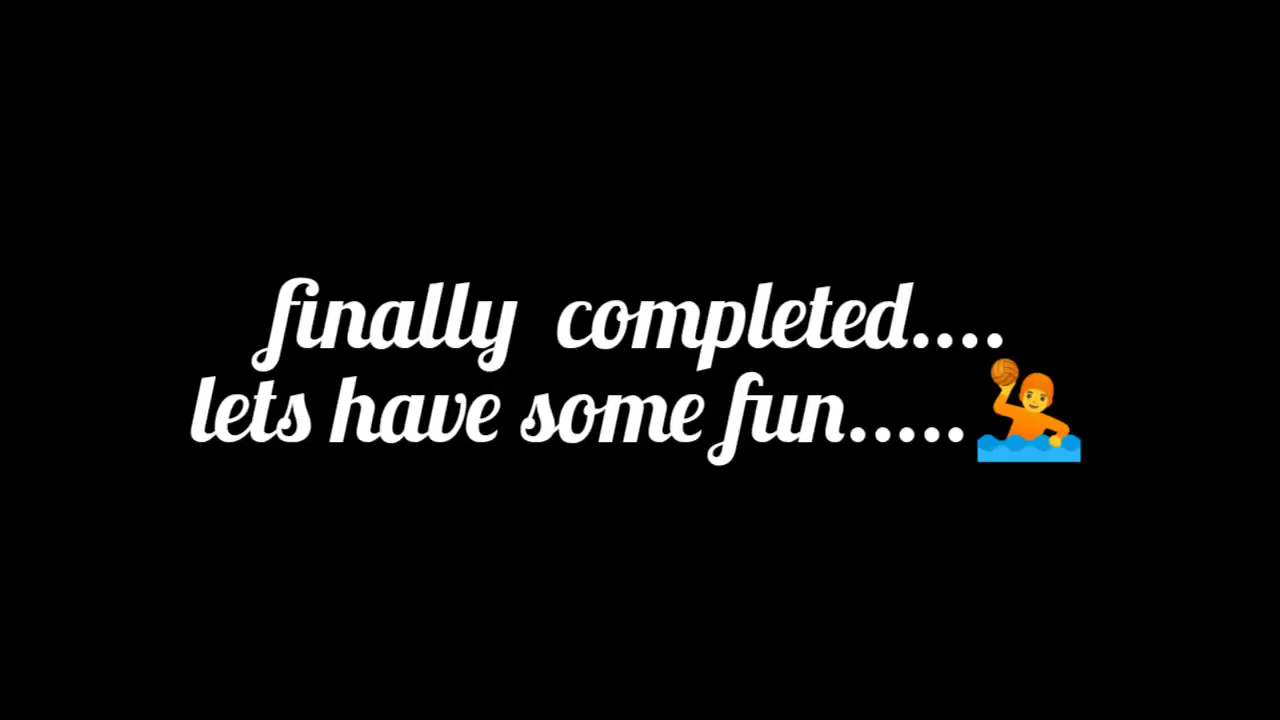 finally completed....
lets have some fun.....🤽